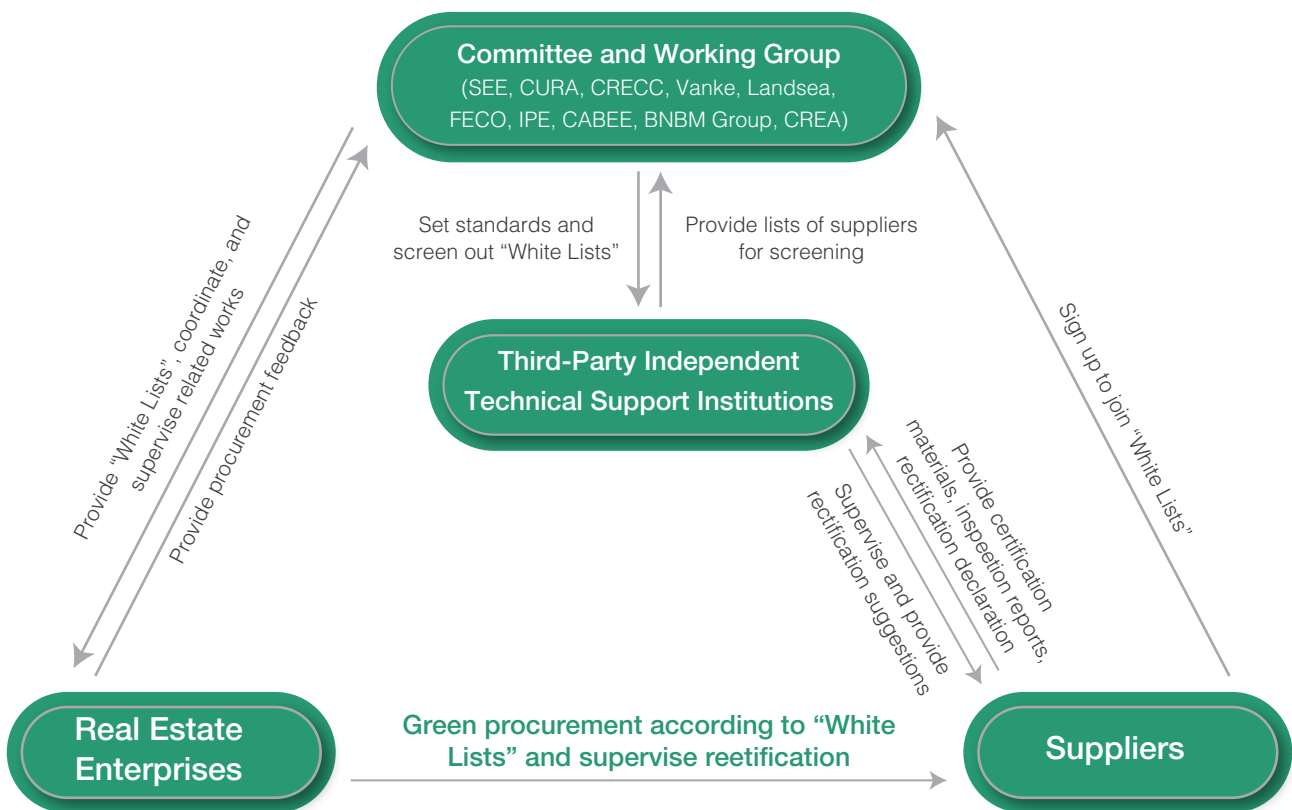 Committee and Working Group
(SEE, CURA, CRECC, Vanke, Landsea,
FECO, IPE, CABEE, BNBM Group, CREA)
Set standards and
screen out “White Lists”
Provide lists of suppliers
for screening
Provide “White Lists”, coordinate, and
supervise related works
Provide procurement feedback
Sign up to join “White Lists”
Third-Party Independent
Technical Support Institutions
Supervise and provide
rectification suggestions
Provide certification
materials, inspeetion reports,
rectification declaration
Real Estate
Enterprises
Green procurement according to “White
Lists” and supervise reetification
Suppliers